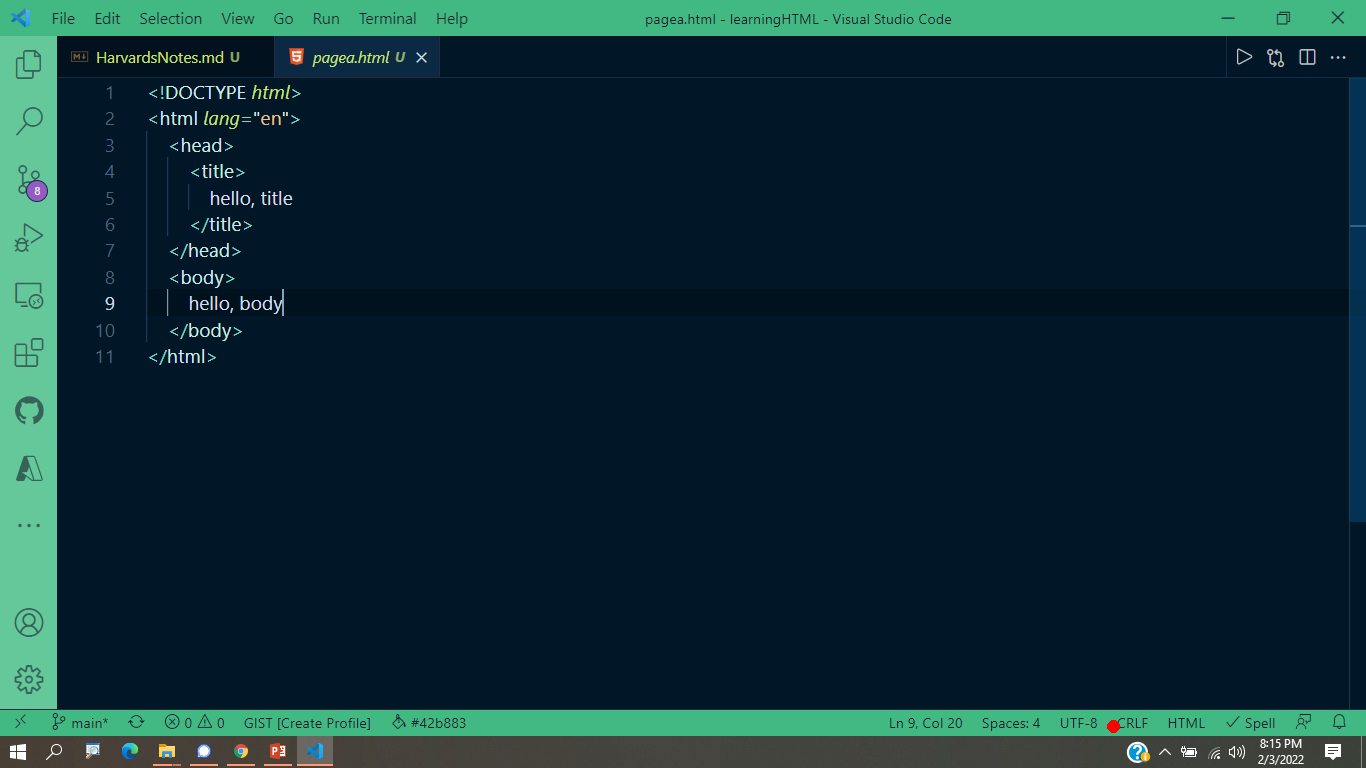 File Edit Selection View Go Run Terminal Help pagea.html - learningHTML - Visual Studio Code
HarvardsNotes.md U pagea.html U
1 <!DOCTYPE html>
2 <html lang="en">
3 <head>
4 <title>
5 hello, title
6 </title>
7 </head>
8 <body>
9 hello, body
10 </body>
11 </html>
8
main* 0 0 GIST [Create Profile] #42b883 Ln 9, Col 20 Spaces: 4 UTF-8 CRLF HTML Spell
8:15 PM
2/3/2022